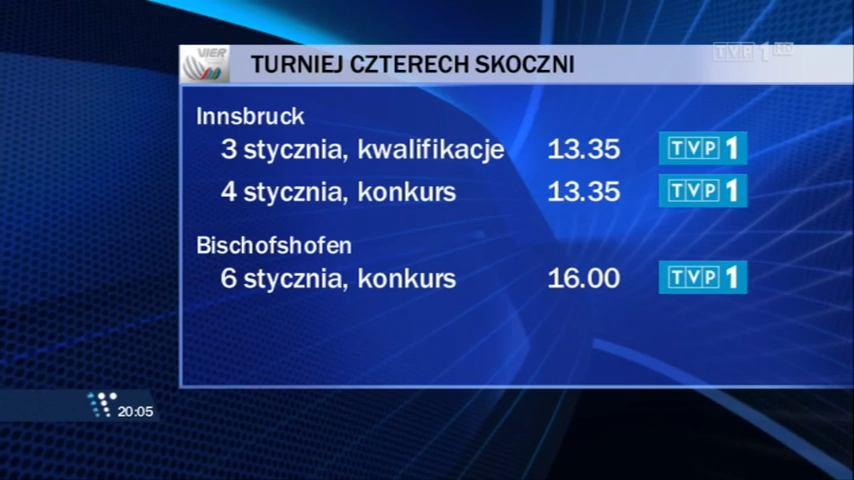 TVP 1 HD
VIER
TURNIEJ CZTERECH SKOCZNI
Innsbruck
3 stycznia, kwalifikacje 13.35 TVP 1
4 stycznia, konkurs 13.35 TVP 1
Bischofshofen
6 stycznia, konkurs 16.00 TVP 1
20:05